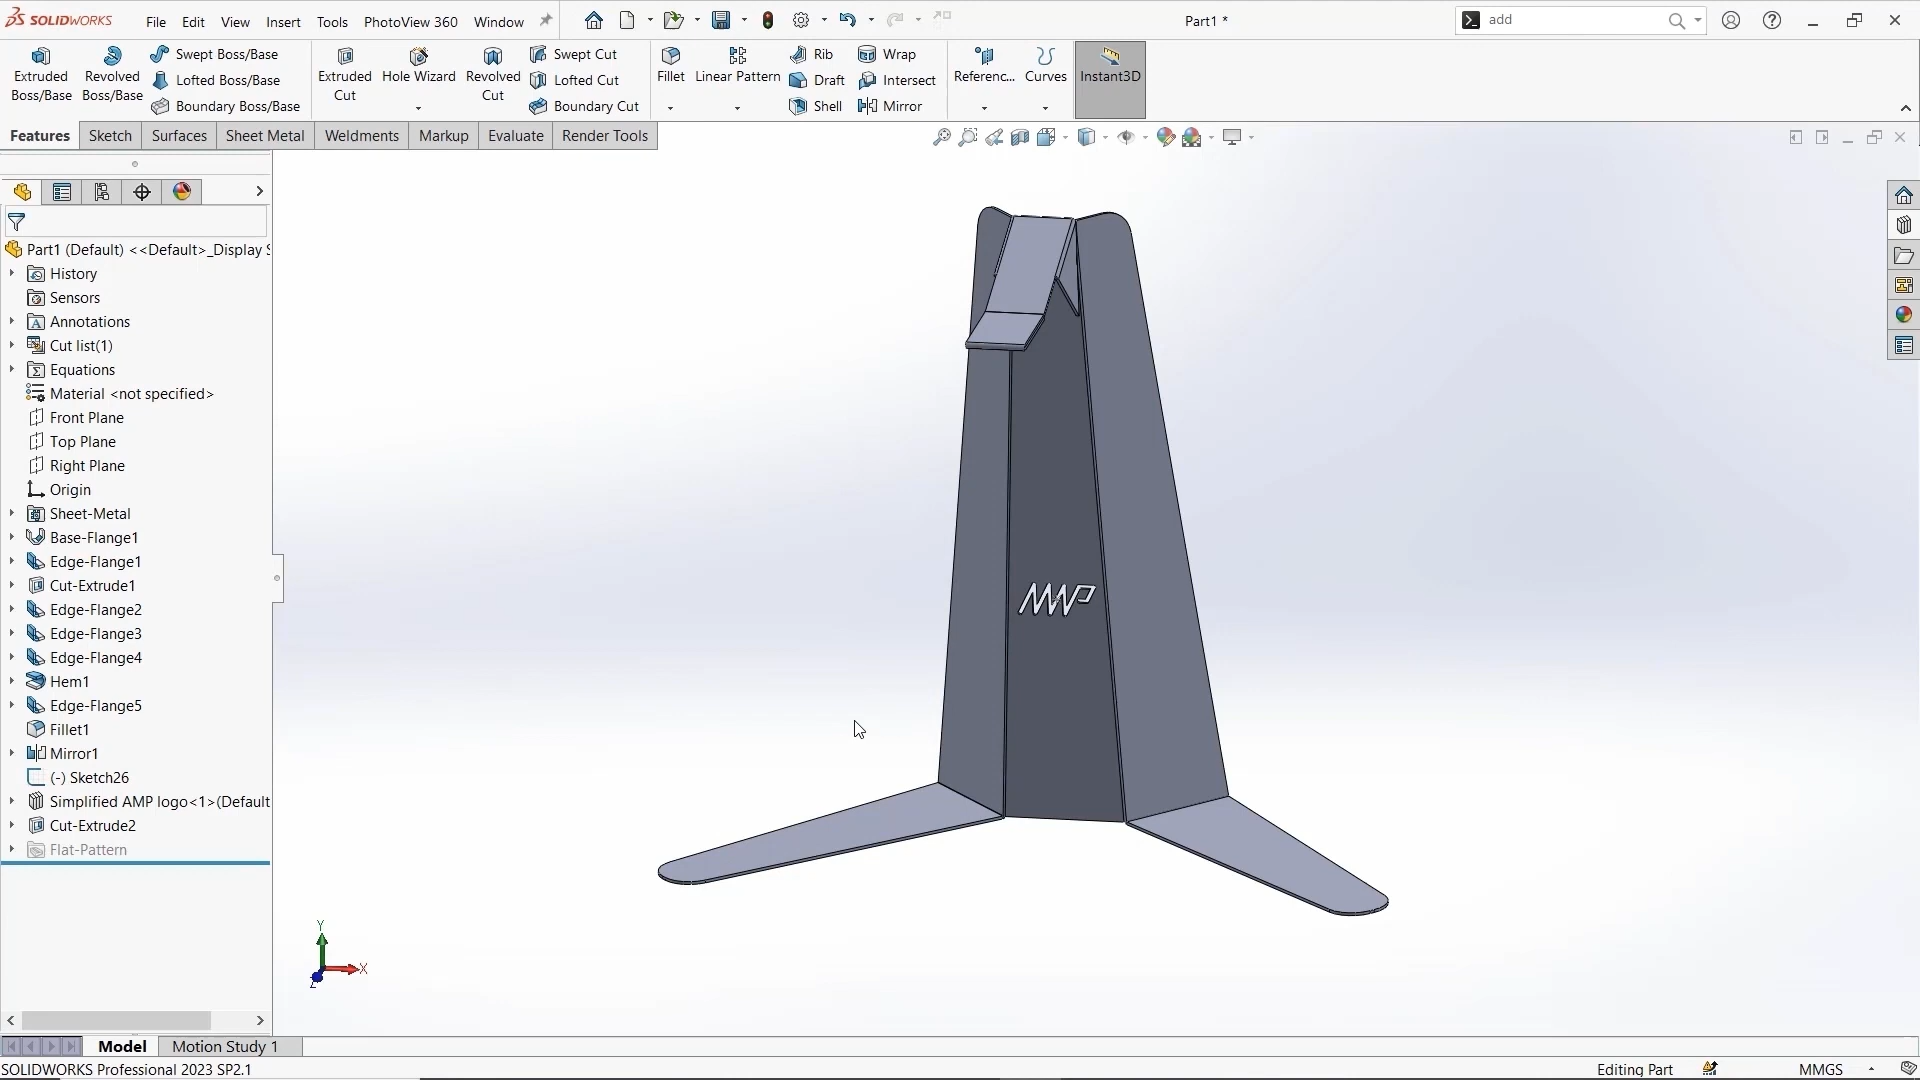 SOLIDWORKS File Edit View Insert Tools PhotoView 360 Window Part1 * add
Extruded Boss/Base
Revolved Boss/Base
Swept Boss/Base
Lofted Boss/Base
Boundary Boss/Base
Extruded Cut
Hole Wizard
Revolved Cut
Swept Cut
Lofted Cut
Boundary Cut
Fillet
Linear Pattern
Rib
Draft
Shell
Wrap
Intersect
Mirror
Referenc...
Curves
Instant3D
Features Sketch Surfaces Sheet Metal Weldments Markup Evaluate Render Tools
Part1 (Default) <<Default>_Display S
History
Sensors
Annotations
Cut list(1)
Equations
Material <not specified>
Front Plane
Top Plane
Right Plane
Origin
Sheet-Metal
Base-Flange1
Edge-Flange1
Cut-Extrude1
Edge-Flange2
Edge-Flange3
Edge-Flange4
Hem1
Edge-Flange5
Fillet1
Mirror1
(-) Sketch26
Simplified AMP logo<1>(Default
Cut-Extrude2
Flat-Pattern
Y
X
Z
Model Motion Study 1
SOLIDWORKS Professional 2023 SP2.1 Editing Part MMGS